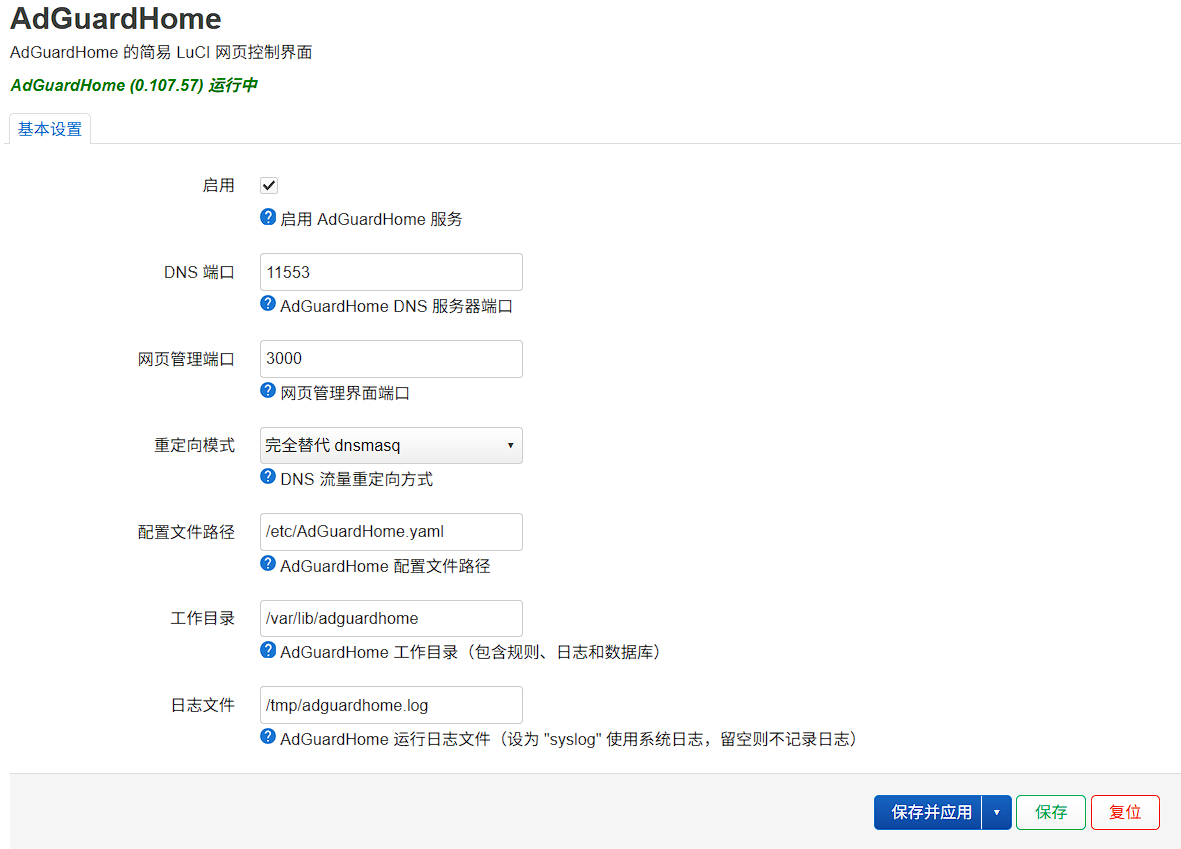 AdGuardHome
AdGuardHome 的简易 LuCI 网页控制界面
AdGuardHome (0.107.57) 运行中
基本设置
启用
启用 AdGuardHome 服务
DNS 端口 11553
AdGuardHome DNS 服务器端口
网页管理端口 3000
网页管理界面端口
重定向模式 完全替代 dnsmasq
DNS 流量重定向方式
配置文件路径 /etc/AdGuardHome.yaml
AdGuardHome 配置文件路径
工作目录 /var/lib/adguardhome
AdGuardHome 工作目录（包含规则、日志和数据库）
日志文件 /tmp/adguardhome.log
AdGuardHome 运行日志文件（设为 "syslog" 使用系统日志，留空则不记录日志）
保存并应用 保存 复位